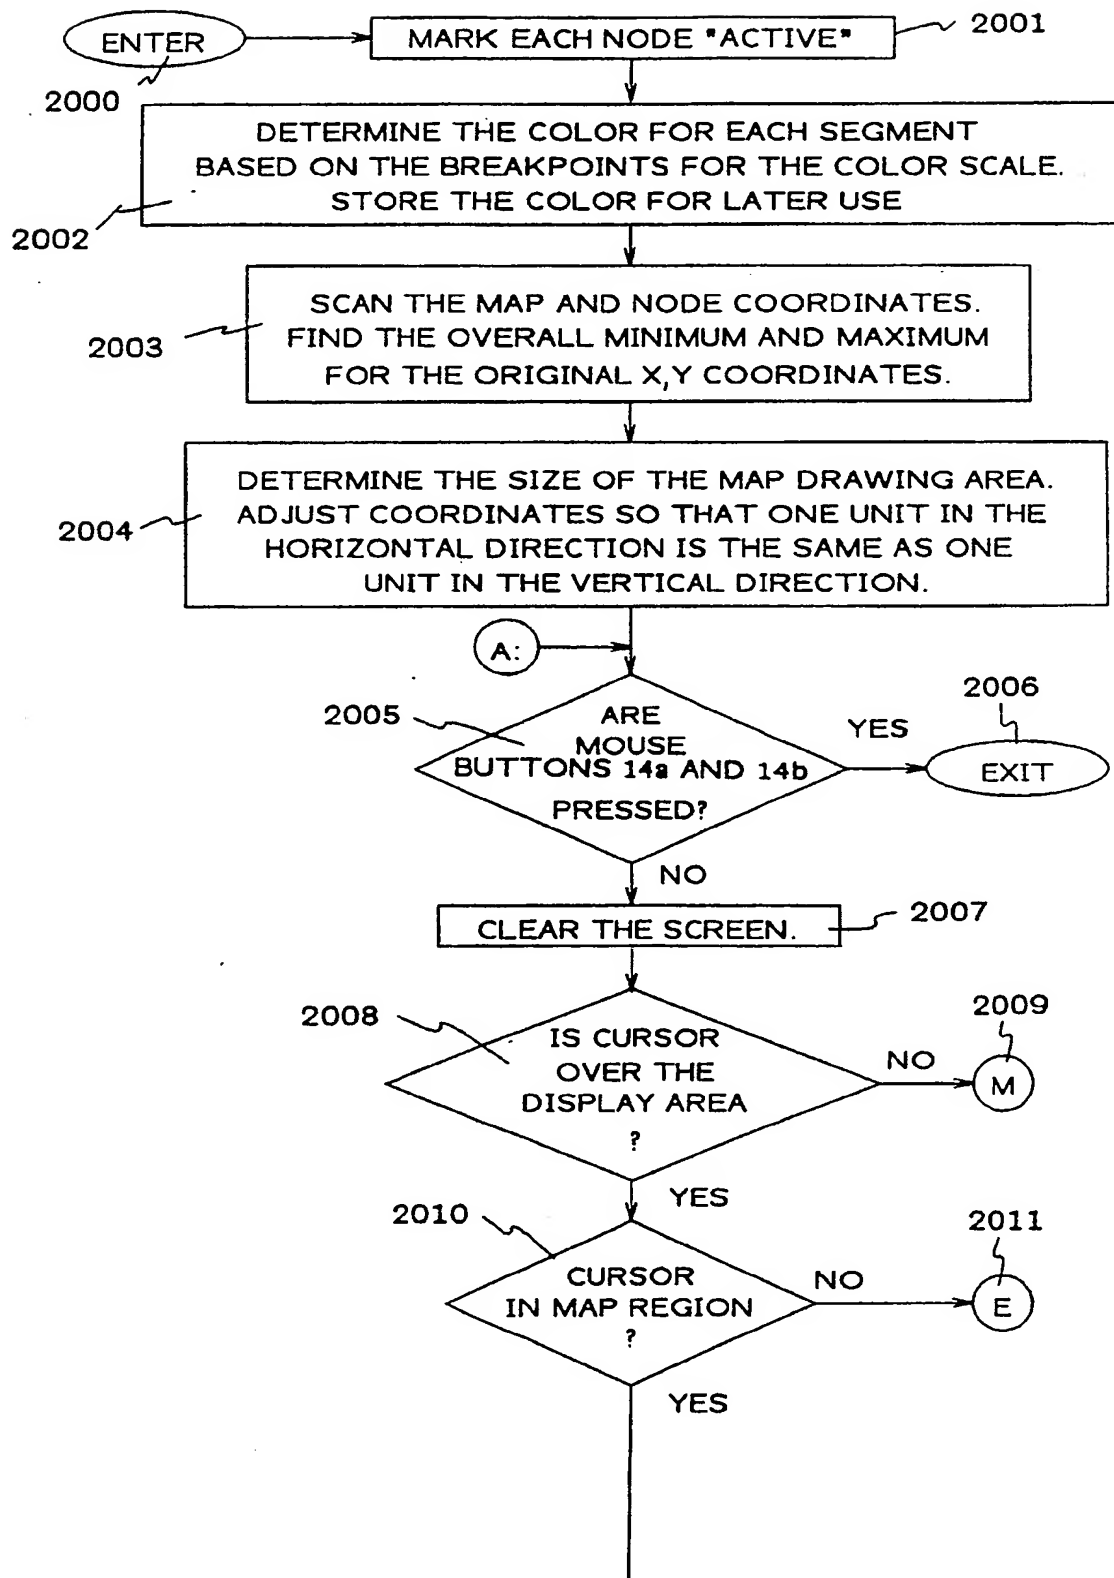 ENTER
2000
MARK EACH NODE "ACTIVE"
2001
DETERMINE THE COLOR FOR EACH SEGMENT
BASED ON THE BREAKPOINTS FOR THE COLOR SCALE.
STORE THE COLOR FOR LATER USE
2002
SCAN THE MAP AND NODE COORDINATES.
FIND THE OVERALL MINIMUM AND MAXIMUM
FOR THE ORIGINAL X,Y COORDINATES.
2003
DETERMINE THE SIZE OF THE MAP DRAWING AREA.
ADJUST COORDINATES SO THAT ONE UNIT IN THE
HORIZONTAL DIRECTION IS THE SAME AS ONE
UNIT IN THE VERTICAL DIRECTION.
2004
A:
2005
ARE
MOUSE
BUTTONS 14a AND 14b
PRESSED?
YES
2006
EXIT
NO
CLEAR THE SCREEN.
2007
2008
IS CURSOR
OVER THE
DISPLAY AREA
?
NO
2009
M
YES
2010
CURSOR
IN MAP REGION
?
NO
2011
E
YES